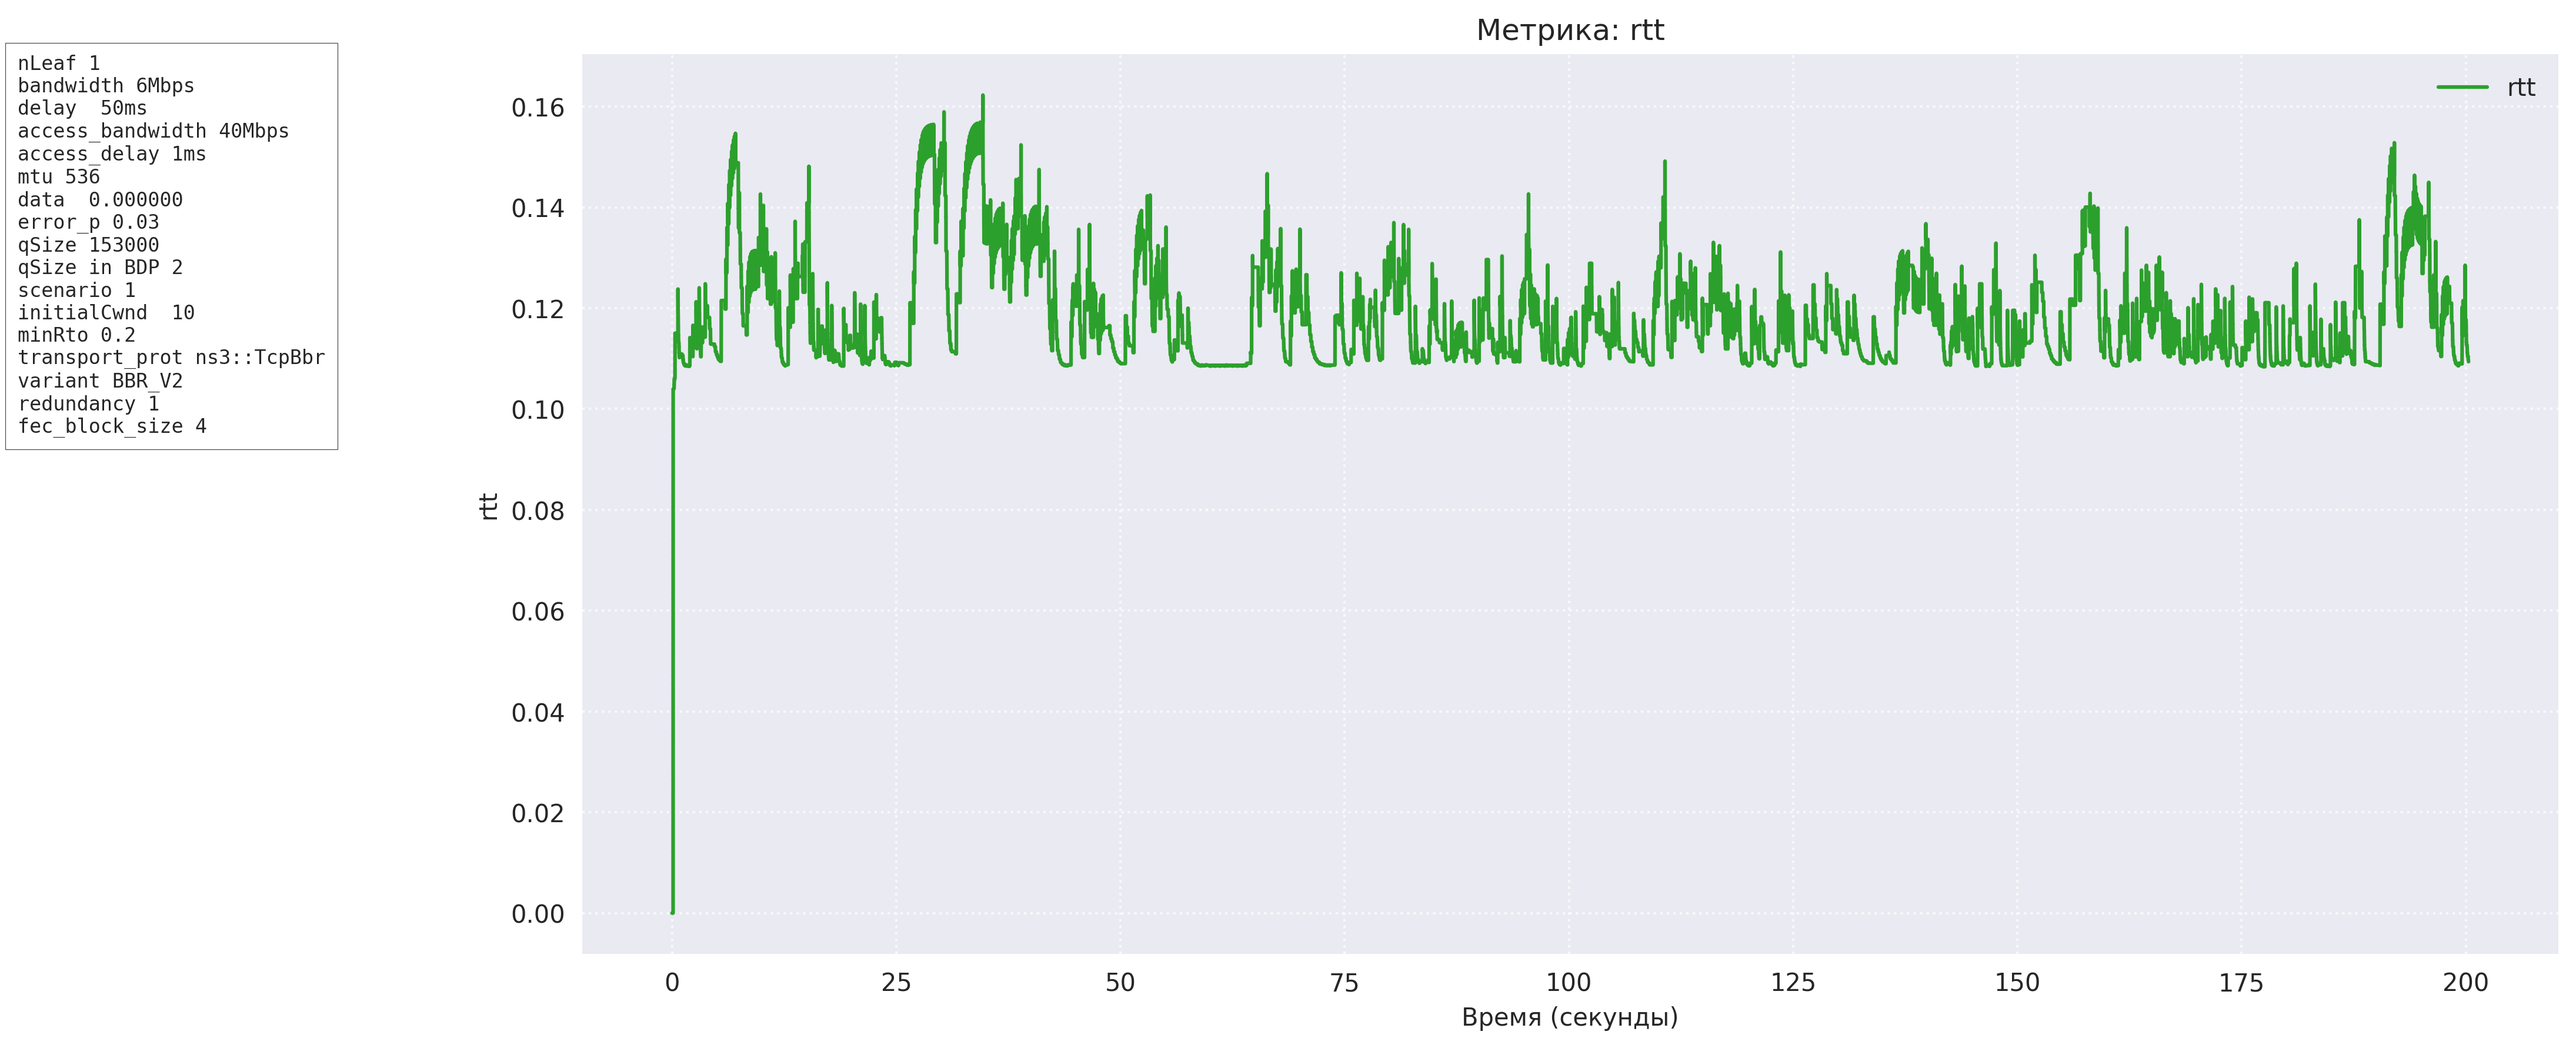 Метрика: rtt
nLeaf 1
bandwidth 6Mbps
delay  50ms
access_bandwidth 40Mbps
access_delay 1ms
mtu 536
data  0.000000
error_p 0.03
qSize 153000
qSize in BDP 2
scenario 1
initialCwnd  10
minRto 0.2
transport_prot ns3::TcpBbr
variant BBR_V2
redundancy 1
fec_block_size 4
rtt
rtt
0.16
0.14
0.12
0.10
0.08
0.06
0.04
0.02
0.00
0 25 50 75 100 125 150 175 200
Время (секунды)